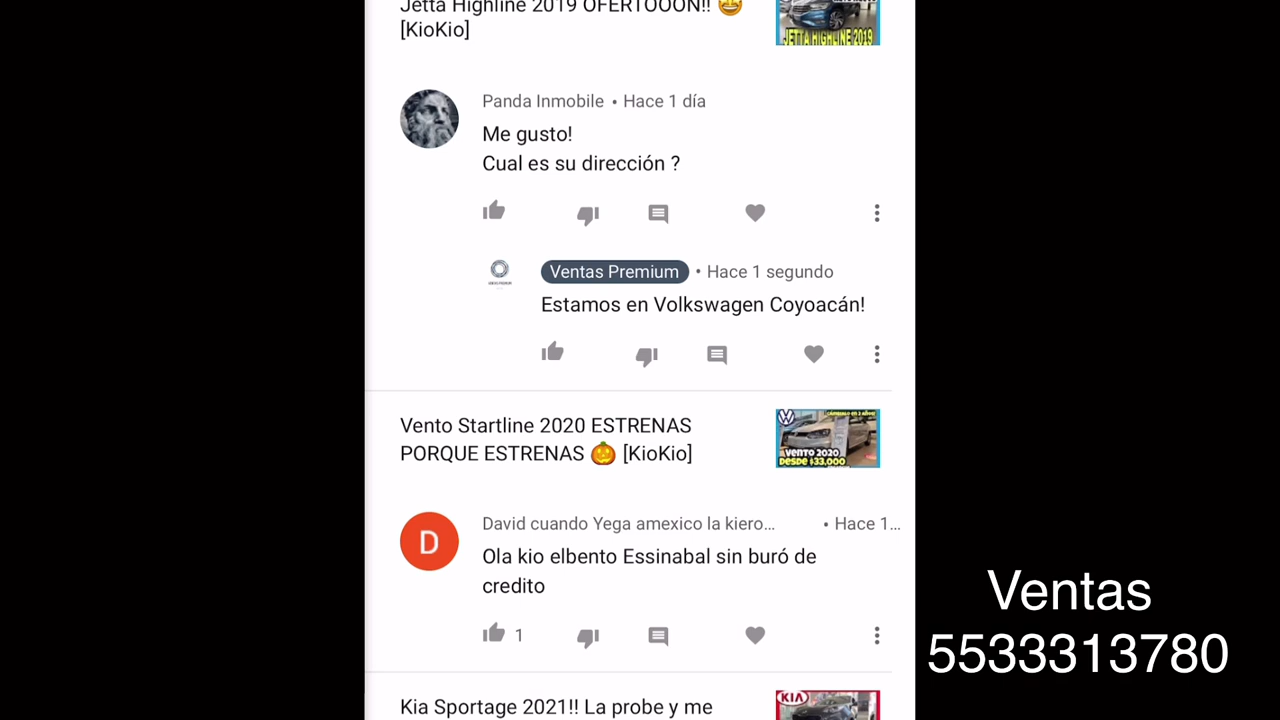 Jetta Highline 2019 OFERTOOON!! 🤩
[KioKio]
JETTA HIGHLINE 2019
Panda Inmobile • Hace 1 día
Me gusto!
Cual es su dirección ?
Ventas Premium • Hace 1 segundo
Estamos en Volkswagen Coyoacán!
Vento Startline 2020 ESTRENAS
PORQUE ESTRENAS 🎃 [KioKio]
VENTO 2020
DESDE $33,000
David cuando Yega amexico la kiero... • Hace 1...
Ola kio elbento Essinabal sin buró de
credito
1
Ventas
5533313780
Kia Sportage 2021!! La probe y me
KIA